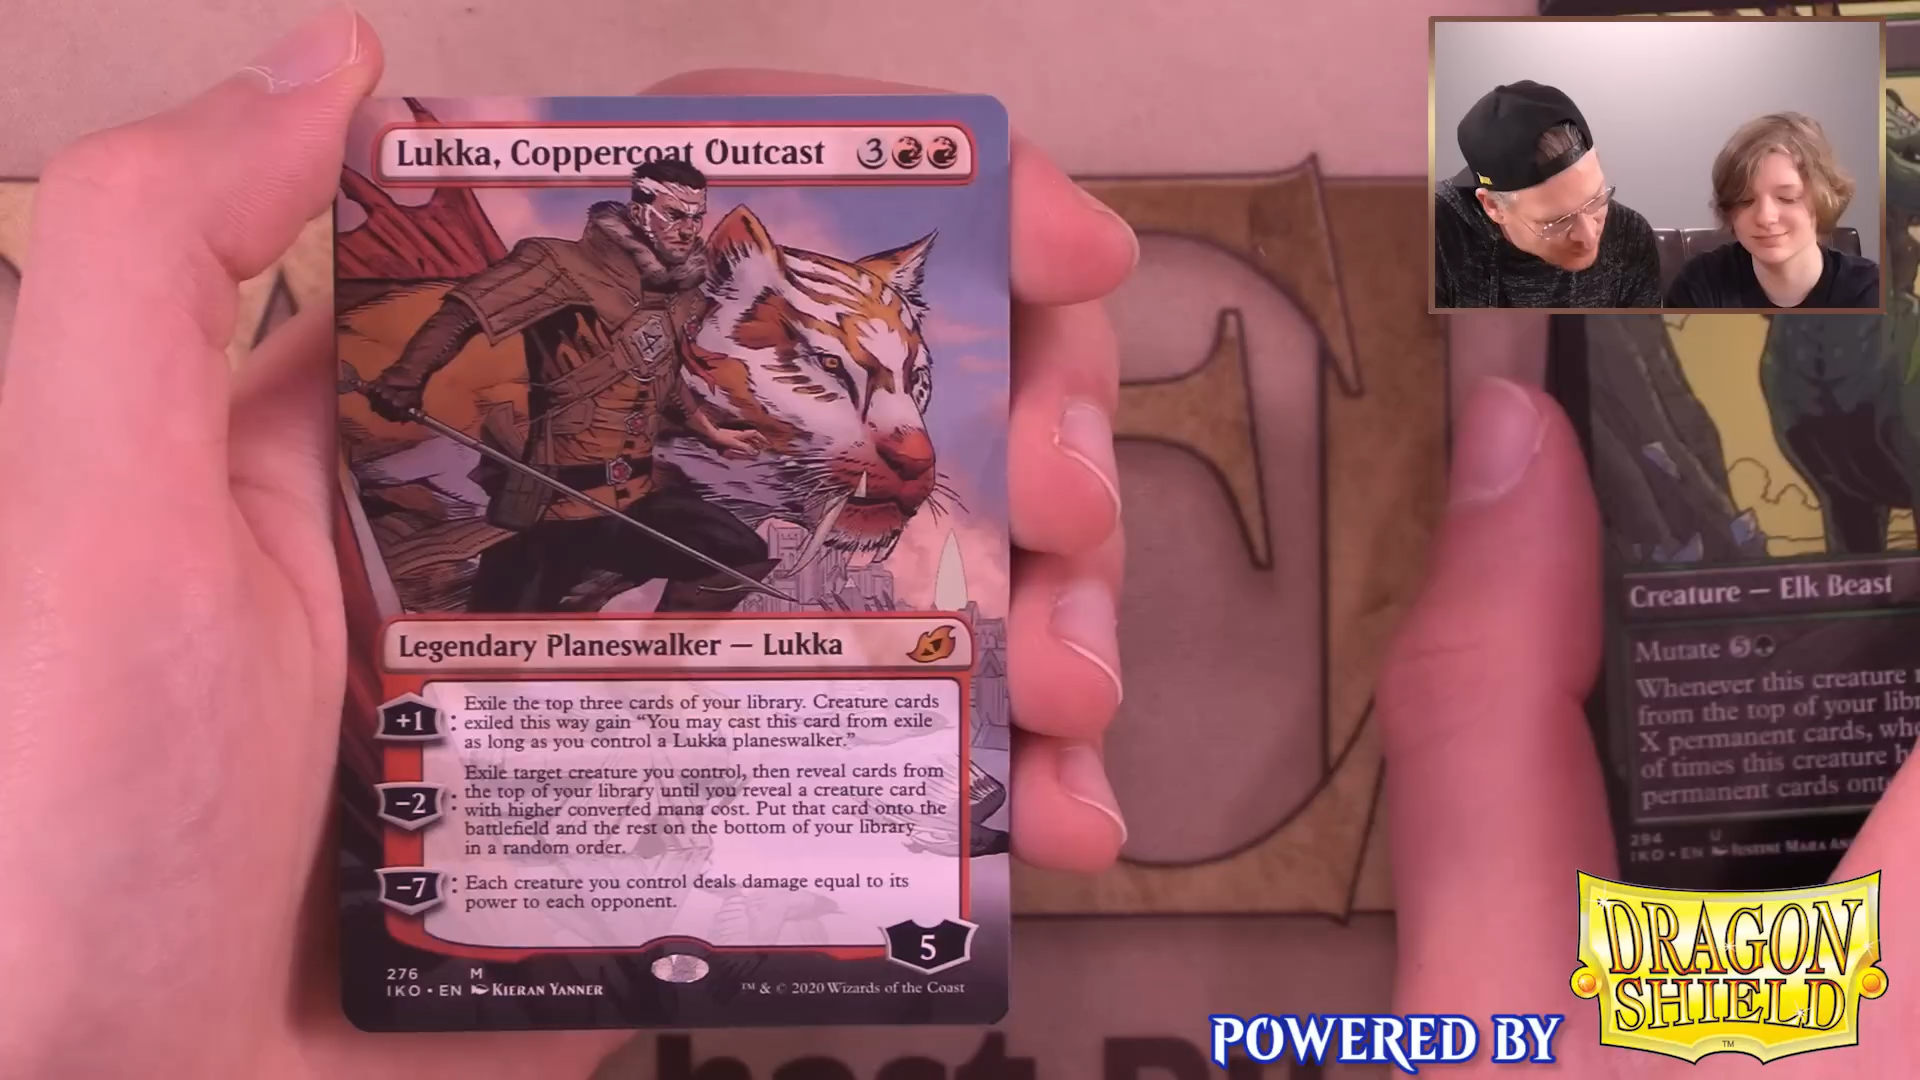 Lukka, Coppercoat Outcast 3
Legendary Planeswalker — Lukka
+1: Exile the top three cards of your library. Creature cards
exiled this way gain “You may cast this card from exile
as long as you control a Lukka planeswalker.”
−2: Exile target creature you control, then reveal cards from
the top of your library until you reveal a creature card
with higher converted mana cost. Put that card onto the
battlefield and the rest on the bottom of your library
in a random order.
−7: Each creature you control deals damage equal to its
power to each opponent.
5
276 M
IKO • EN KIERAN YANNER
™ & © 2020 Wizards of the Coast
Creature — Elk Beast
Mutate 5
Whenever this creature
from the top of your
X permanent cards,
of times this creature
permanent cards
294 U
IKO • EN JUSTINE MARA
POWERED BY
DRAGON
SHIELD
™